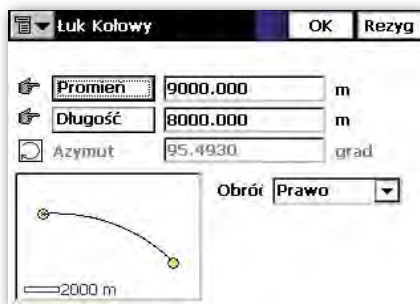 Łuk Kołowy OK Rezyg
Promień 9000.000 m
Długość 8000.000 m
Azymut 95.4930 grad
Obróć Prawo
2000 m